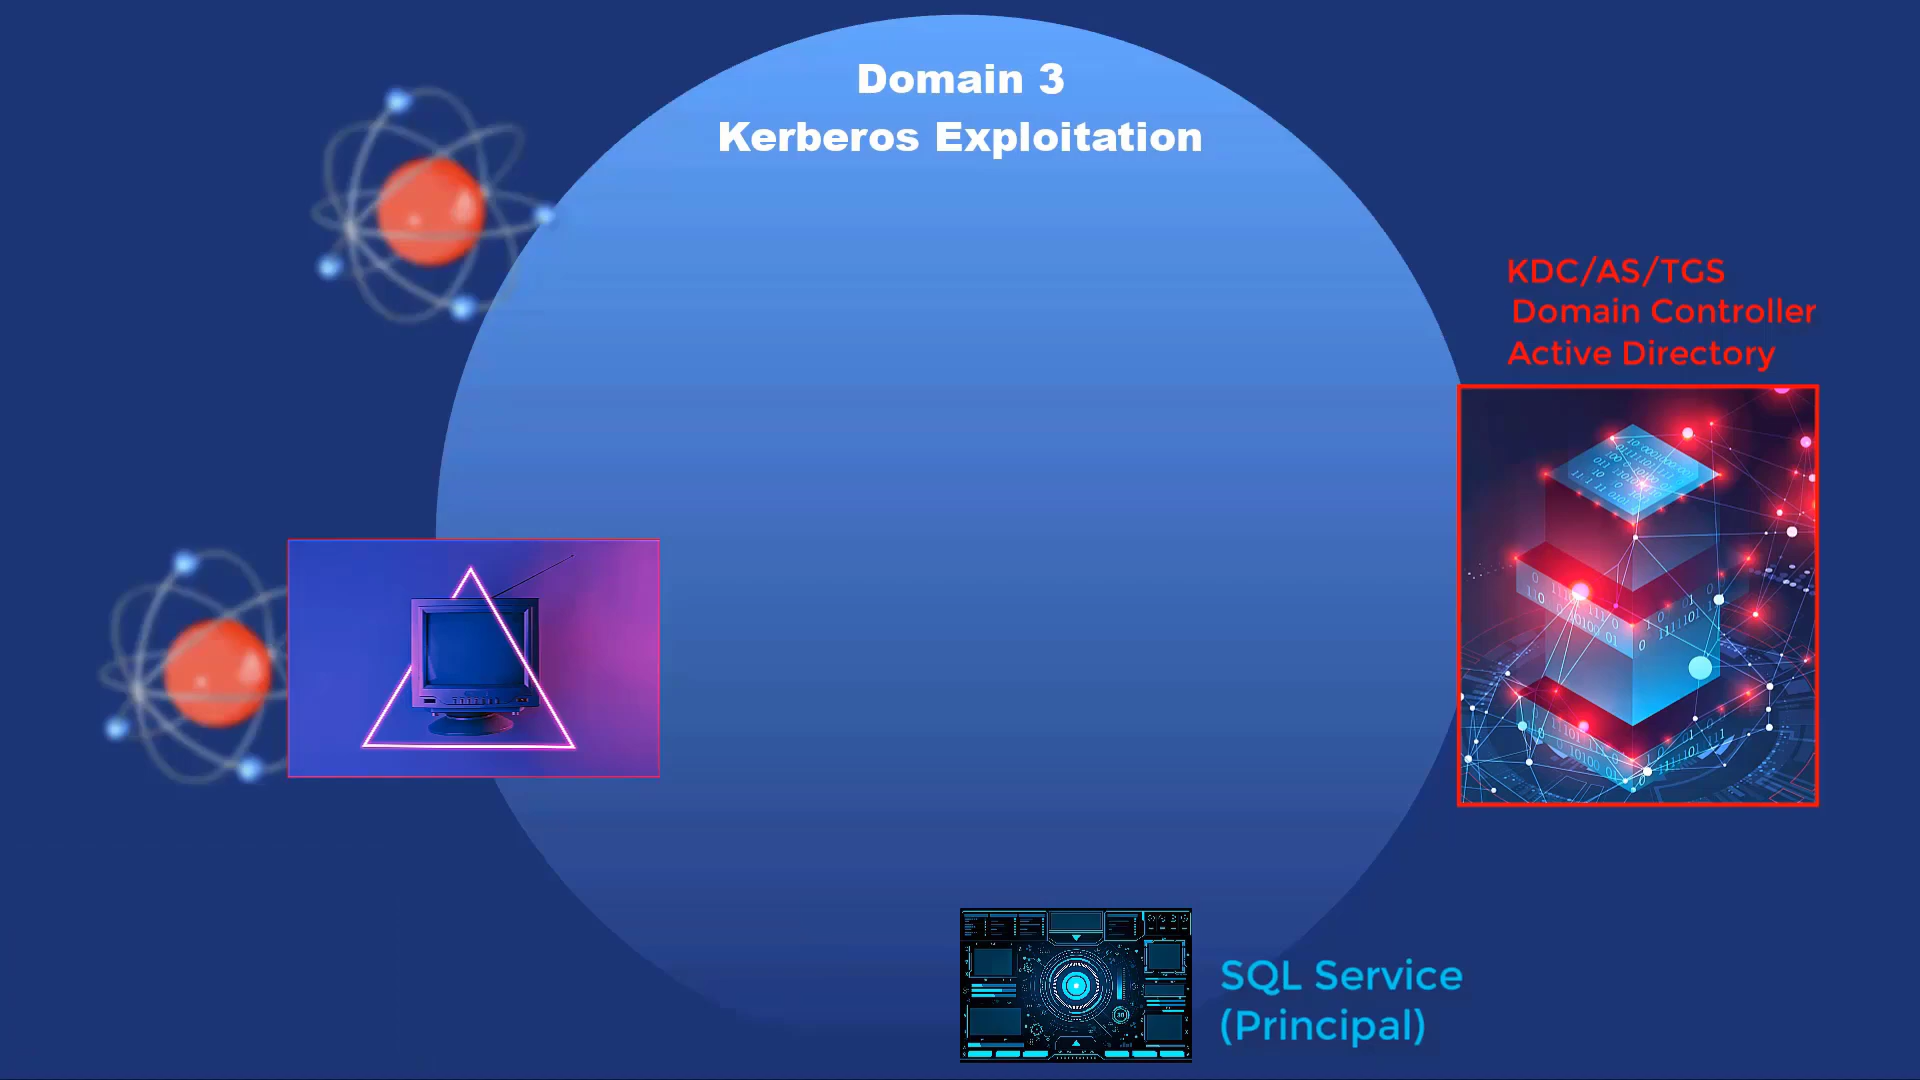 Domain 3
Kerberos Exploitation
KDC/AS/TGS
Domain Controller
Active Directory
SQL Service
(Principal)